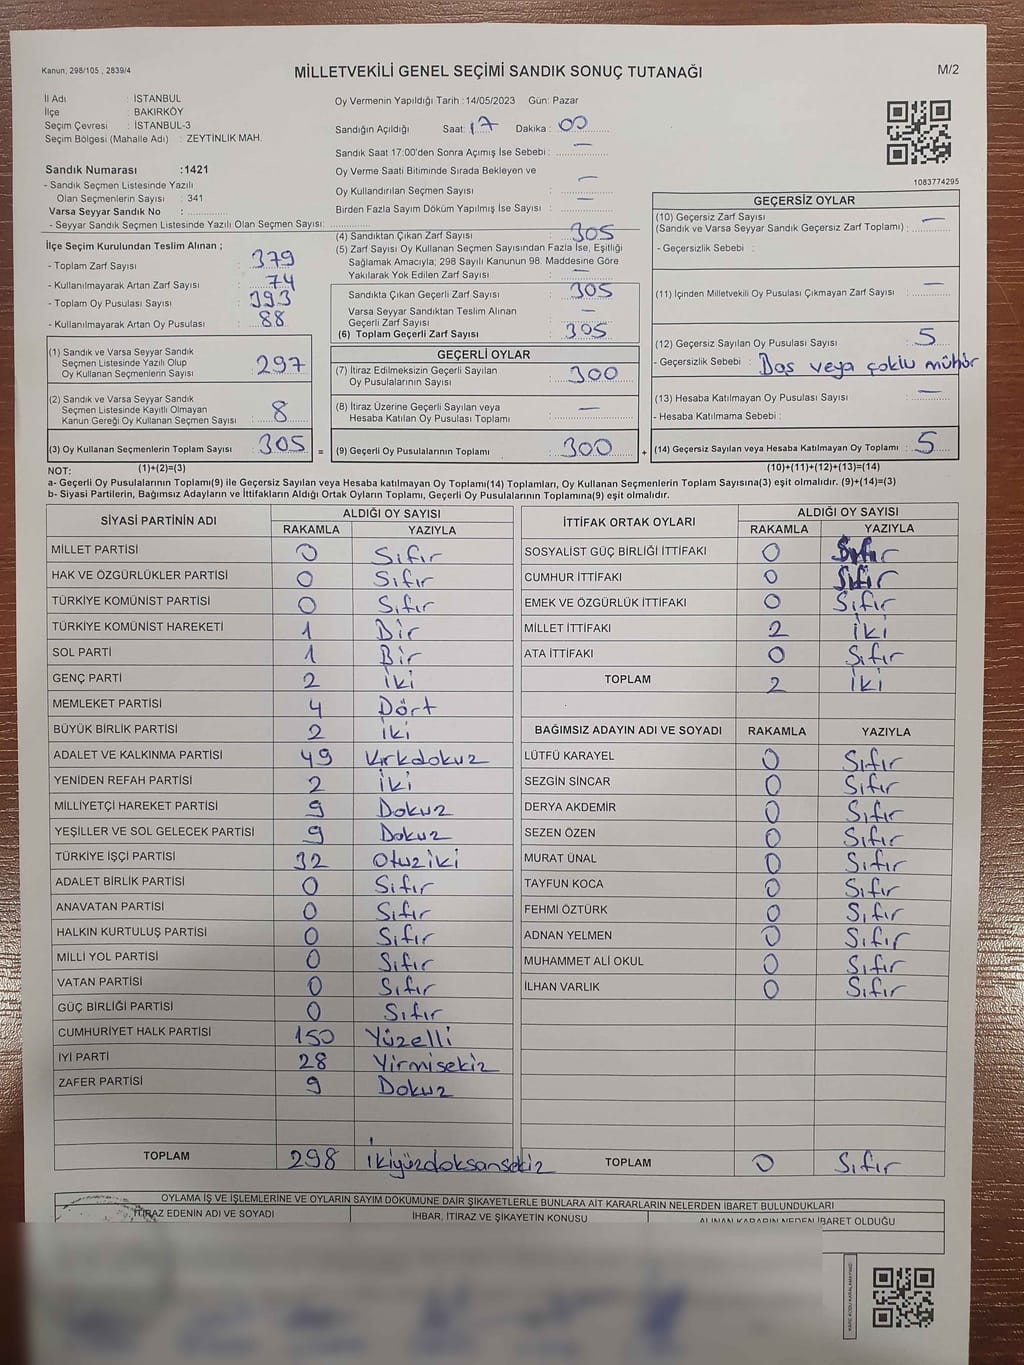 Kanun; 298/105 , 2839/4
MİLLETVEKİLİ GENEL SEÇİMİ SANDIK SONUÇ TUTANAĞI
M/2
İl Adı : İSTANBUL
İlçe : BAKIRKÖY
Seçim Çevresi : İSTANBUL-3
Seçim Bölgesi (Mahalle Adı) : ZEYTİNLİK MAH.
Sandık Numarası :1421
- Sandık Seçmen Listesinde Yazılı
Olan Seçmenlerin Sayısı : 341
Varsa Seyyar Sandık No :
- Seyyar Sandık Seçmen Listesinde Yazılı Olan Seçmen Sayısı:
Oy Vermenin Yapıldığı Tarih :14/05/2023 Gün: Pazar
Sandığın Açıldığı Saat: 17 Dakika : 00
Sandık Saat 17:00'den Sonra Açımış İse Sebebi : —
Oy Verme Saati Bitiminde Sırada Bekleyen ve
Oy Kullandırılan Seçmen Sayısı : —
Birden Fazla Sayım Döküm Yapılmış İse Sayısı : —
1083774295
İlçe Seçim Kurulundan Teslim Alınan ;
- Toplam Zarf Sayısı : 379
- Kullanılmayarak Artan Zarf Sayısı : 74
- Toplam Oy Pusulası Sayısı : 393
- Kullanılmayarak Artan Oy Pusulası : 88
(1) Sandık ve Varsa Seyyar Sandık
Seçmen Listesinde Yazılı Olup
Oy Kullanan Seçmenlerin Sayısı : 297
(2) Sandık ve Varsa Seyyar Sandık
Seçmen Listesinde Kayıtlı Olmayan
Kanun Gereği Oy Kullanan Seçmen Sayısı : 8
(3) Oy Kullanan Seçmenlerin Toplam Sayısı : 305
(1)+(2)=(3)
(4) Sandıktan Çıkan Zarf Sayısı : 305
(5) Zarf Sayısı Oy Kullanan Seçmen Sayısından Fazla İse, Eşitliği
Sağlamak Amacıyla; 298 Sayılı Kanunun 98. Maddesine Göre
Yakılarak Yok Edilen Zarf Sayısı : —
Sandıkta Çıkan Geçerli Zarf Sayısı : 305
Varsa Seyyar Sandıktan Teslim Alınan
Geçerli Zarf Sayısı : —
(6) Toplam Geçerli Zarf Sayısı : 305
GEÇERLİ OYLAR
(7) İtiraz Edilmeksizin Geçerli Sayılan
Oy Pusulalarının Sayısı : 300
(8) İtiraz Üzerine Geçerli Sayılan veya
Hesaba Katılan Oy Pusulası Toplamı : —
= (9) Geçerli Oy Pusulalarının Toplamı : 300 +
GEÇERSİZ OYLAR
(10) Geçersiz Zarf Sayısı
(Sandık ve Varsa Seyyar Sandık Geçersiz Zarf Toplamı) : —
- Geçersizlik Sebebi :
(11) İçinden Milletvekili Oy Pusulası Çıkmayan Zarf Sayısı : —
(12) Geçersiz Sayılan Oy Pusulası Sayısı : 5
- Geçersizlik Sebebi : Boş veya çoklu mühür
(13) Hesaba Katılmayan Oy Pusulası Sayısı : —
- Hesaba Katılmama Sebebi :
(14) Geçersiz Sayılan veya Hesaba Katılmayan Oy Toplamı : 5
(10)+(11)+(12)+(13)=(14)
NOT:
a- Geçerli Oy Pusulalarının Toplamı(9) ile Geçersiz Sayılan veya Hesaba Katılmayan Oy Toplamı(14) Toplamları, Oy Kullanan Seçmenlerin Toplam Sayısına(3) eşit olmalıdır. (9)+(14)=(3)
b- Siyasi Partilerin, Bağımsız Adayların ve İttifakların Aldığı Ortak Oyların Toplamı, Geçerli Oy Pusulalarının Toplamına(9) eşit olmalıdır.
SİYASİ PARTİNİN ADI ALDIĞI OY SAYISI
RAKAMLA YAZIYLA
MİLLET PARTİSİ 0 Sıfır
HAK VE ÖZGÜRLÜKLER PARTİSİ 0 Sıfır
TÜRKİYE KOMÜNİST PARTİSİ 0 Sıfır
TÜRKİYE KOMÜNİST HAREKETİ 1 Bir
SOL PARTİ 1 Bir
GENÇ PARTİ 2 iki
MEMLEKET PARTİSİ 4 Dört
BÜYÜK BİRLİK PARTİSİ 2 iki
ADALET VE KALKINMA PARTİSİ 49 Kırkdokuz
YENİDEN REFAH PARTİSİ 2 iki
MİLLİYETÇİ HAREKET PARTİSİ 9 Dokuz
YEŞİLLER VE SOL GELECEK PARTİSİ 9 Dokuz
TÜRKİYE İŞÇİ PARTİSİ 32 Otuziki
ADALET BİRLİK PARTİSİ 0 Sıfır
ANAVATAN PARTİSİ 0 Sıfır
HALKIN KURTULUŞ PARTİSİ 0 Sıfır
MİLLİ YOL PARTİSİ 0 Sıfır
VATAN PARTİSİ 0 Sıfır
GÜÇ BİRLİĞİ PARTİSİ 0 Sıfır
CUMHURİYET HALK PARTİSİ 150 Yüzelli
İYİ PARTİ 28 Yirmisekiz
ZAFER PARTİSİ 9 Dokuz
TOPLAM 298 ikiyüzdoksansekiz
İTTİFAK ORTAK OYLARI ALDIĞI OY SAYISI
RAKAMLA YAZIYLA
SOSYALİST GÜÇ BİRLİĞİ İTTİFAKI 0 Sıfır
CUMHUR İTTİFAKI 0 Sıfır
EMEK VE ÖZGÜRLÜK İTTİFAKI 0 Sıfır
MİLLET İTTİFAKI 2 iki
ATA İTTİFAKI 0 Sıfır
TOPLAM 2 iki
BAĞIMSIZ ADAYIN ADI VE SOYADI RAKAMLA YAZIYLA
LÜTFÜ KARAYEL 0 Sıfır
SEZGİN SİNCAR 0 Sıfır
DERYA AKDEMİR 0 Sıfır
SEZEN ÖZEN 0 Sıfır
MURAT ÜNAL 0 Sıfır
TAYFUN KOCA 0 Sıfır
FEHMİ ÖZTÜRK 0 Sıfır
ADNAN YELMEN 0 Sıfır
MUHAMMET ALİ OKUL 0 Sıfır
İLHAN VARLIK 0 Sıfır
TOPLAM 0 Sıfır
OYLAMA İŞ VE İŞLEMLERİNE VE OYLARIN SAYIM DÖKÜMÜNE DAİR ŞİKAYETLERLE BUNLARA AİT KARARLARIN NELERDEN İBARET BULUNDUKLARI
İTİRAZ EDENİN ADI VE SOYADI İHBAR, İTİRAZ VE ŞİKAYETİN KONUSU ALINAN KARARIN NEDEN İBARET OLDUĞU
KARE KODU KARALAMAYINIZ